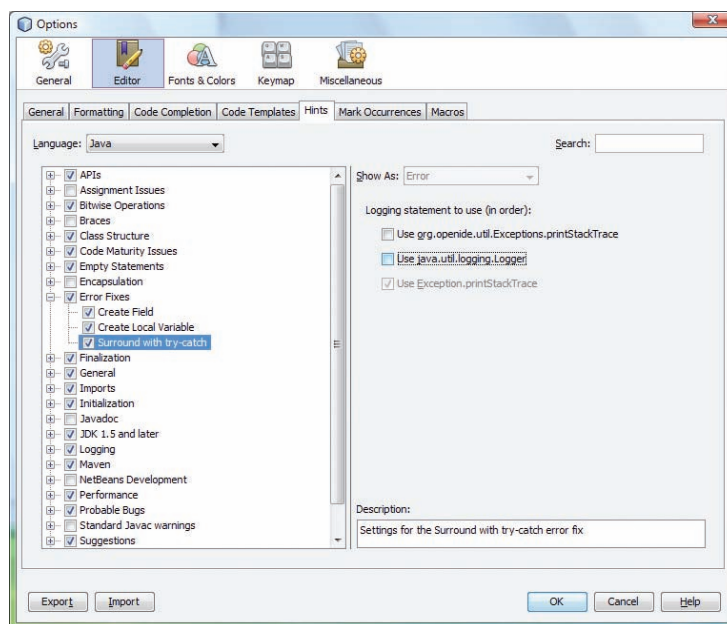 Options
General Editor Fonts & Colors Keymap Miscellaneous
General Formatting Code Completion Code Templates Hints Mark Occurrences Macros
Language: Java Search:
APIs
Assignment Issues
Bitwise Operations
Braces
Class Structure
Code Maturity Issues
Empty Statements
Encapsulation
Error Fixes
Create Field
Create Local Variable
Surround with try-catch
Finalization
General
Imports
Initialization
Javadoc
JDK 1.5 and later
Logging
Maven
NetBeans Development
Performance
Probable Bugs
Standard Javac warnings
Suggestions
Show As: Error
Logging statement to use (in order):
Use org.openide.util.Exceptions.printStackTrace
Use java.util.logging.Logger
Use Exception.printStackTrace
Description:
Settings for the Surround with try-catch error fix
Export Import OK Cancel Help